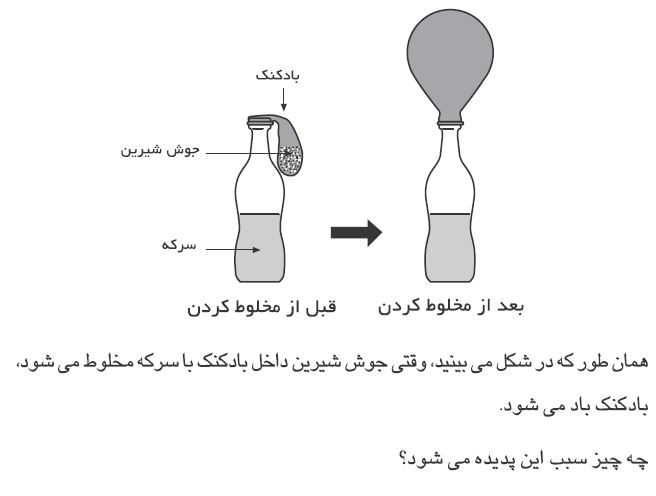 بادکنک
جوش شیرین
سرکه
قبل از مخلوط کردن
بعد از مخلوط کردن
همان طور که در شکل می بینید، وقتی جوش شیرین داخل بادکنک با سرکه مخلوط می شود،
بادکنک باد می شود.
چه چیز سبب این پدیده می شود؟